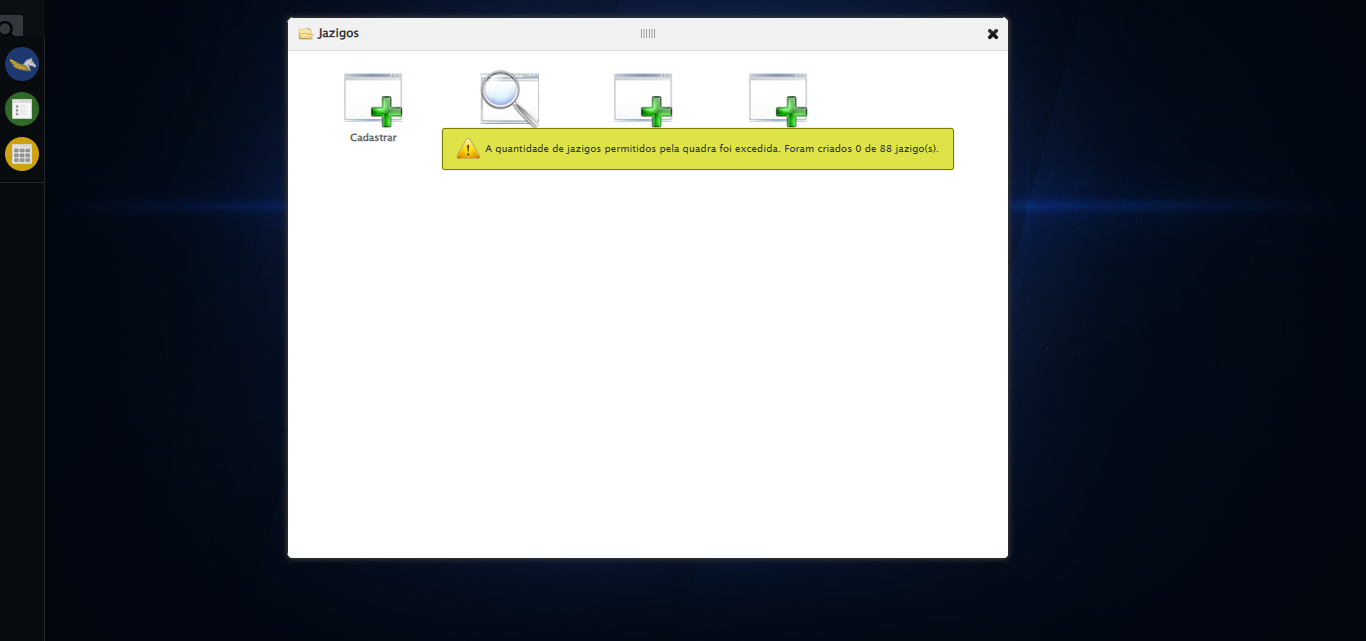 Jazigos
Cadastrar
A quantidade de jazigos permitidos pela quadra foi excedida. Foram criados 0 de 88 jazigo(s).